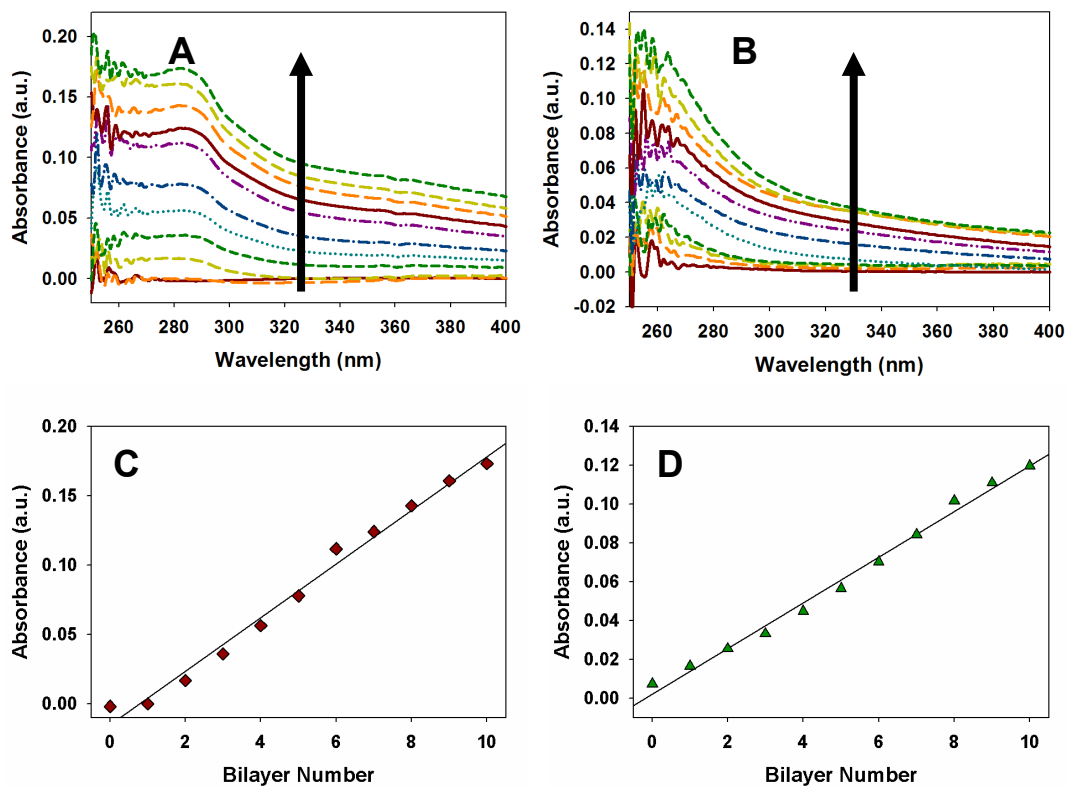 A
0.20
0.15
0.10
0.05
0.00
Absorbance (a.u.)
260 280 300 320 340 360 380 400
Wavelength (nm)
B
0.14
0.12
0.10
0.08
0.06
0.04
0.02
0.00
-0.02
Absorbance (a.u.)
260 280 300 320 340 360 380 400
Wavelength (nm)
C
0.20
0.15
0.10
0.05
0.00
Absorbance (a.u.)
0 2 4 6 8 10
Bilayer Number
D
0.14
0.12
0.10
0.08
0.06
0.04
0.02
0.00
Absorbance (a.u.)
0 2 4 6 8 10
Bilayer Number